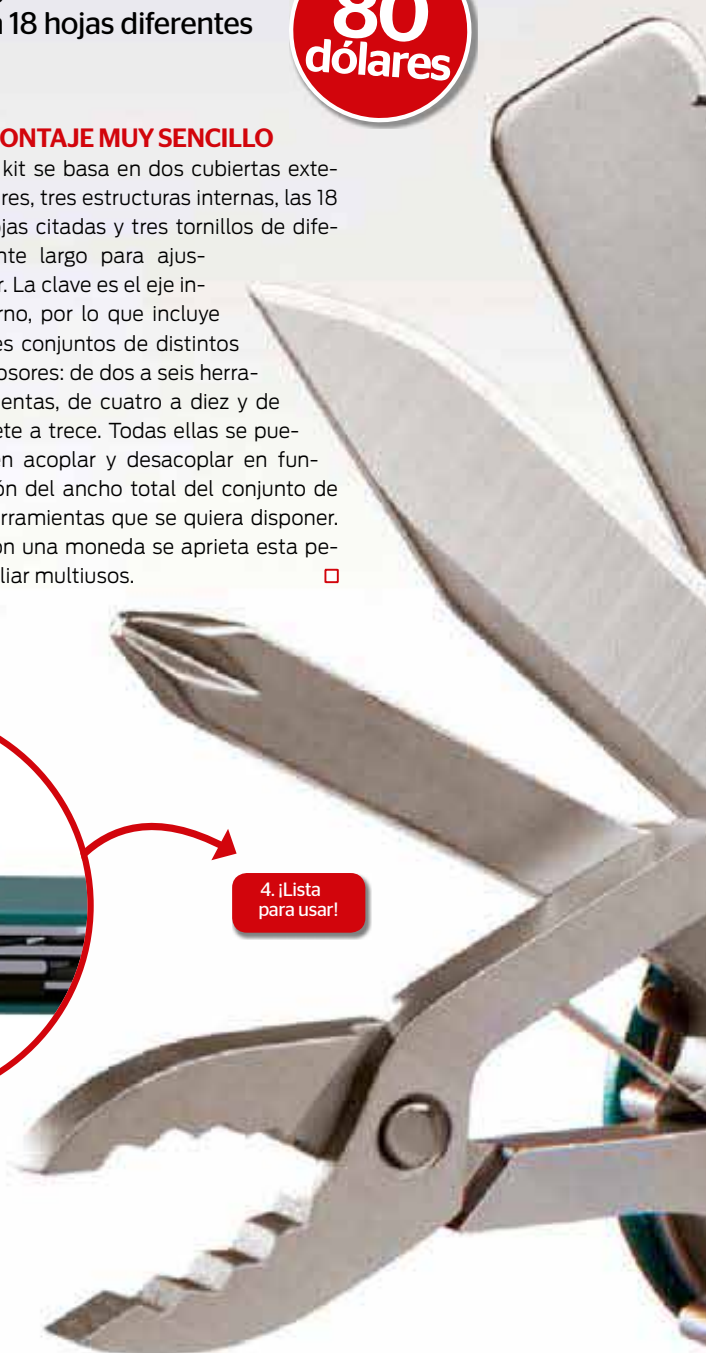 18 hojas diferentes
80
dólares
ONTAJE MUY SENCILLO
kit se basa en dos cubiertas exte-
res, tres estructuras internas, las 18
jas citadas y tres tornillos de dife-
nte largo para ajus-
r. La clave es el eje in-
rno, por lo que incluye
es conjuntos de distintos
osores: de dos a seis herra-
entas, de cuatro a diez y de
ete a trece. Todas ellas se pue-
en acoplar y desacoplar en fun-
ón del ancho total del conjunto de
rramientas que se quiera disponer.
on una moneda se aprieta esta pe-
liar multiusos.
4. ¡Lista
para usar!